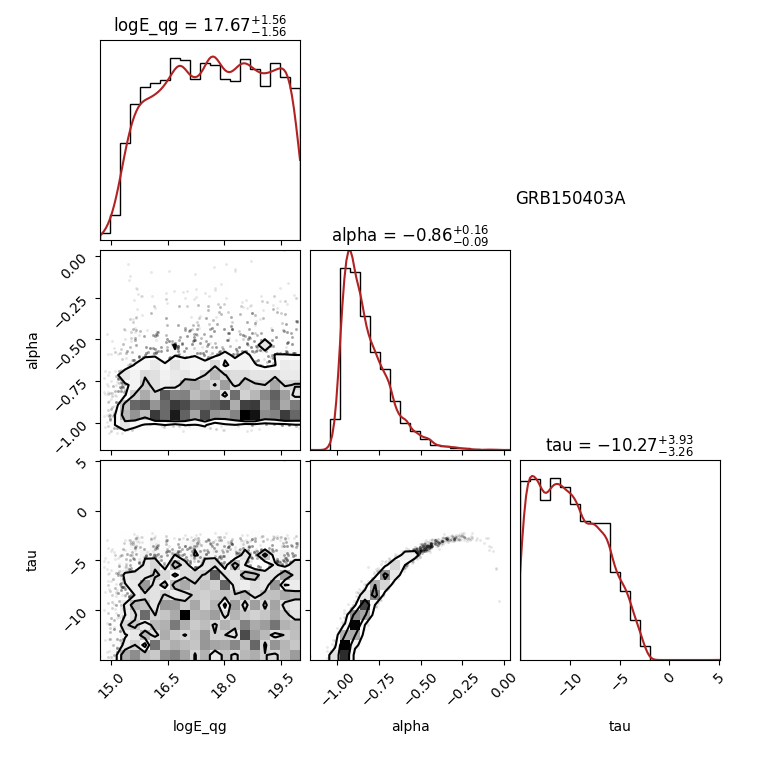 logE_qg = 17.67+1.56 −1.56
GRB150403A
alpha = −0.86+0.16 −0.09
0.00
−0.25
−0.50
−0.75
−1.00
alpha
tau = −10.27+3.93 −3.26
5
0
−5
−10
tau
15.0 16.5 18.0 19.5
−1.00 −0.75 −0.50 −0.25 0.00
−10 −5 0 5
logE_qg alpha tau